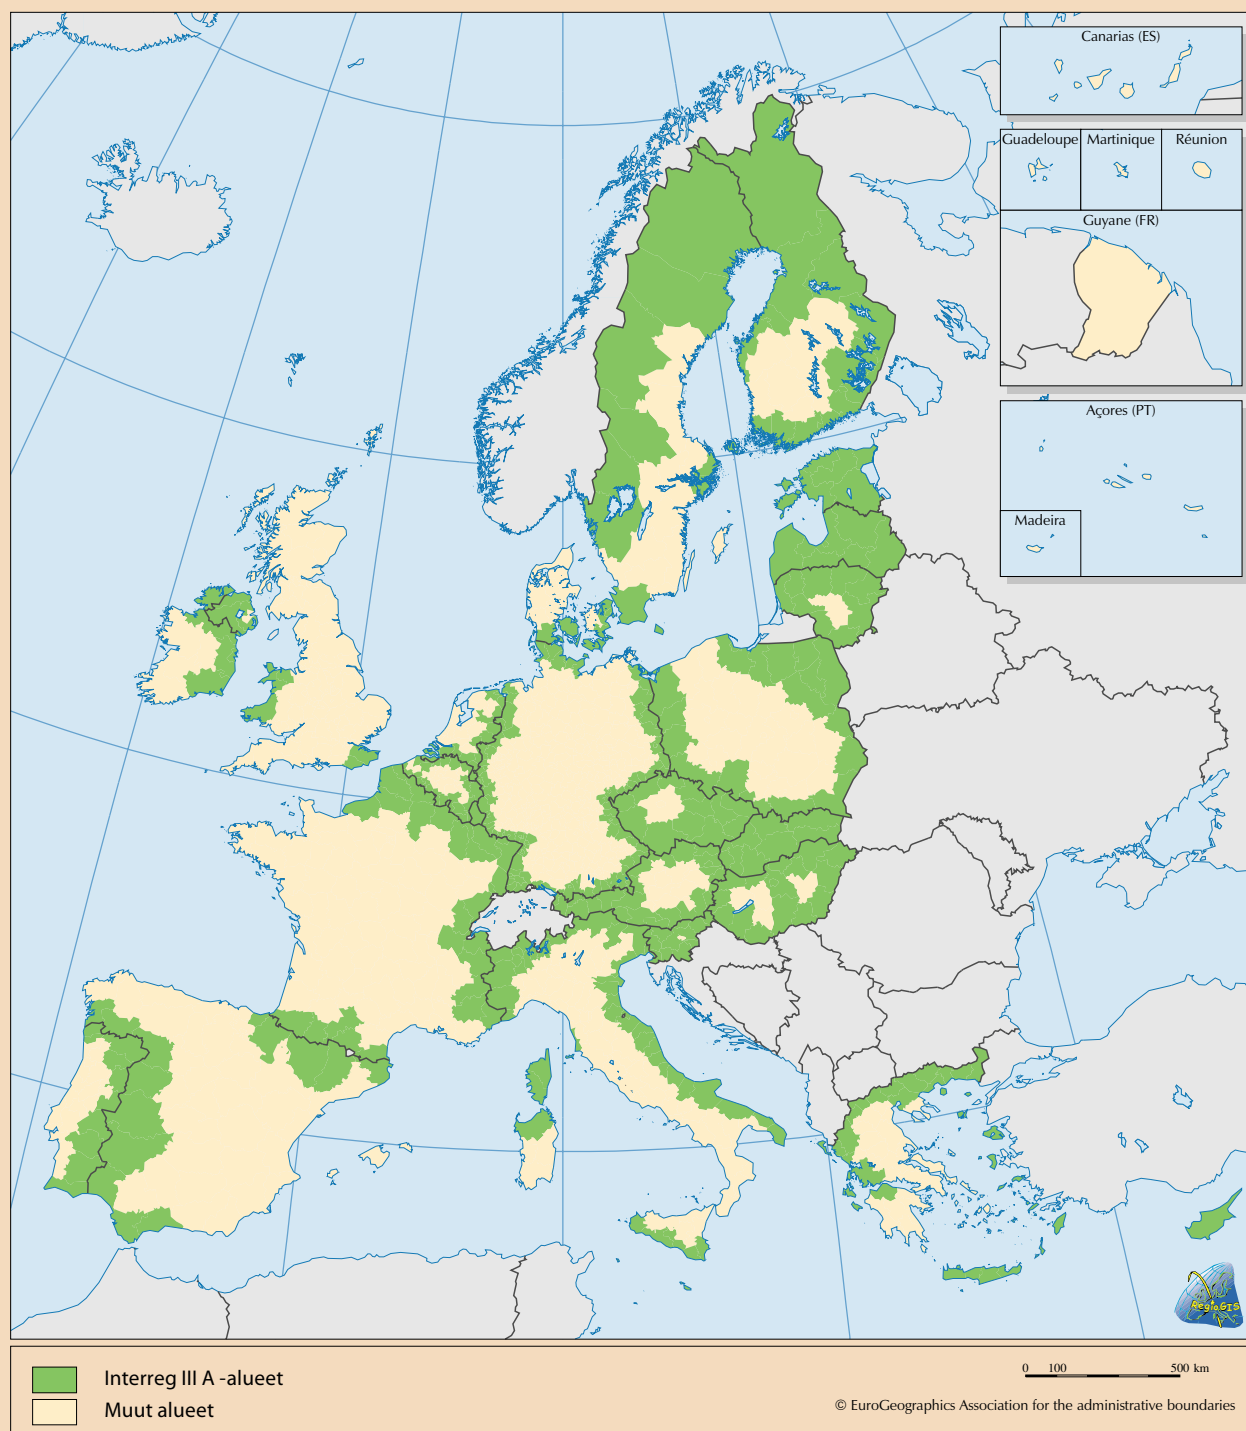 Canarias (ES)
Guadeloupe
Martinique
Réunion
Guyane (FR)
Açores (PT)
Madeira
RegioGIS
Interreg III A -alueet
Muut alueet
0 100 500 km
© EuroGeographics Association for the administrative boundaries